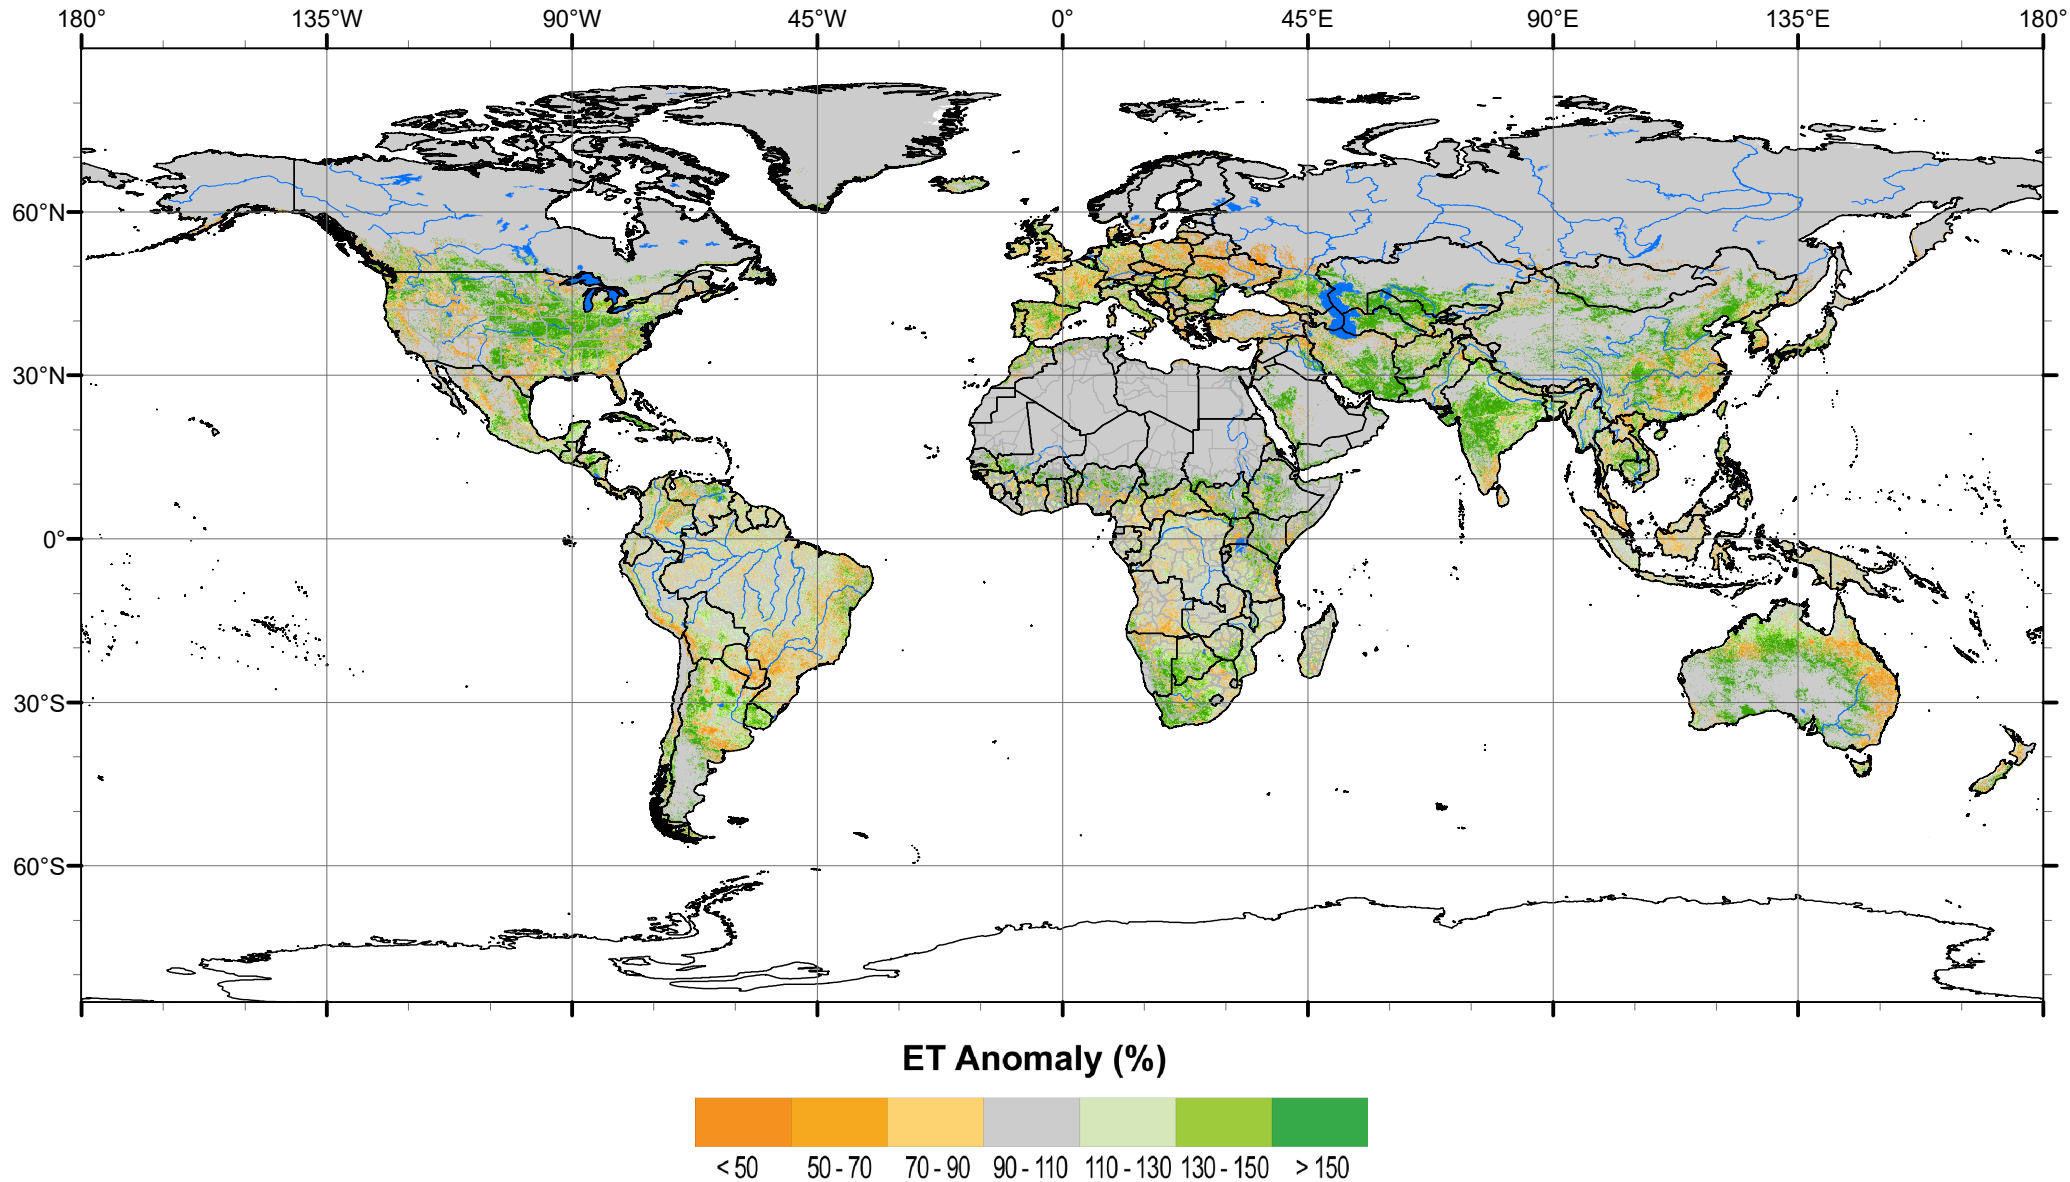 180° 135°W 90°W 45°W 0° 45°E 90°E 135°E 180°
60°N
30°N
0°
30°S
60°S
ET Anomaly (%)
< 50 50 - 70 70 - 90 90 - 110 110 - 130 130 - 150 > 150